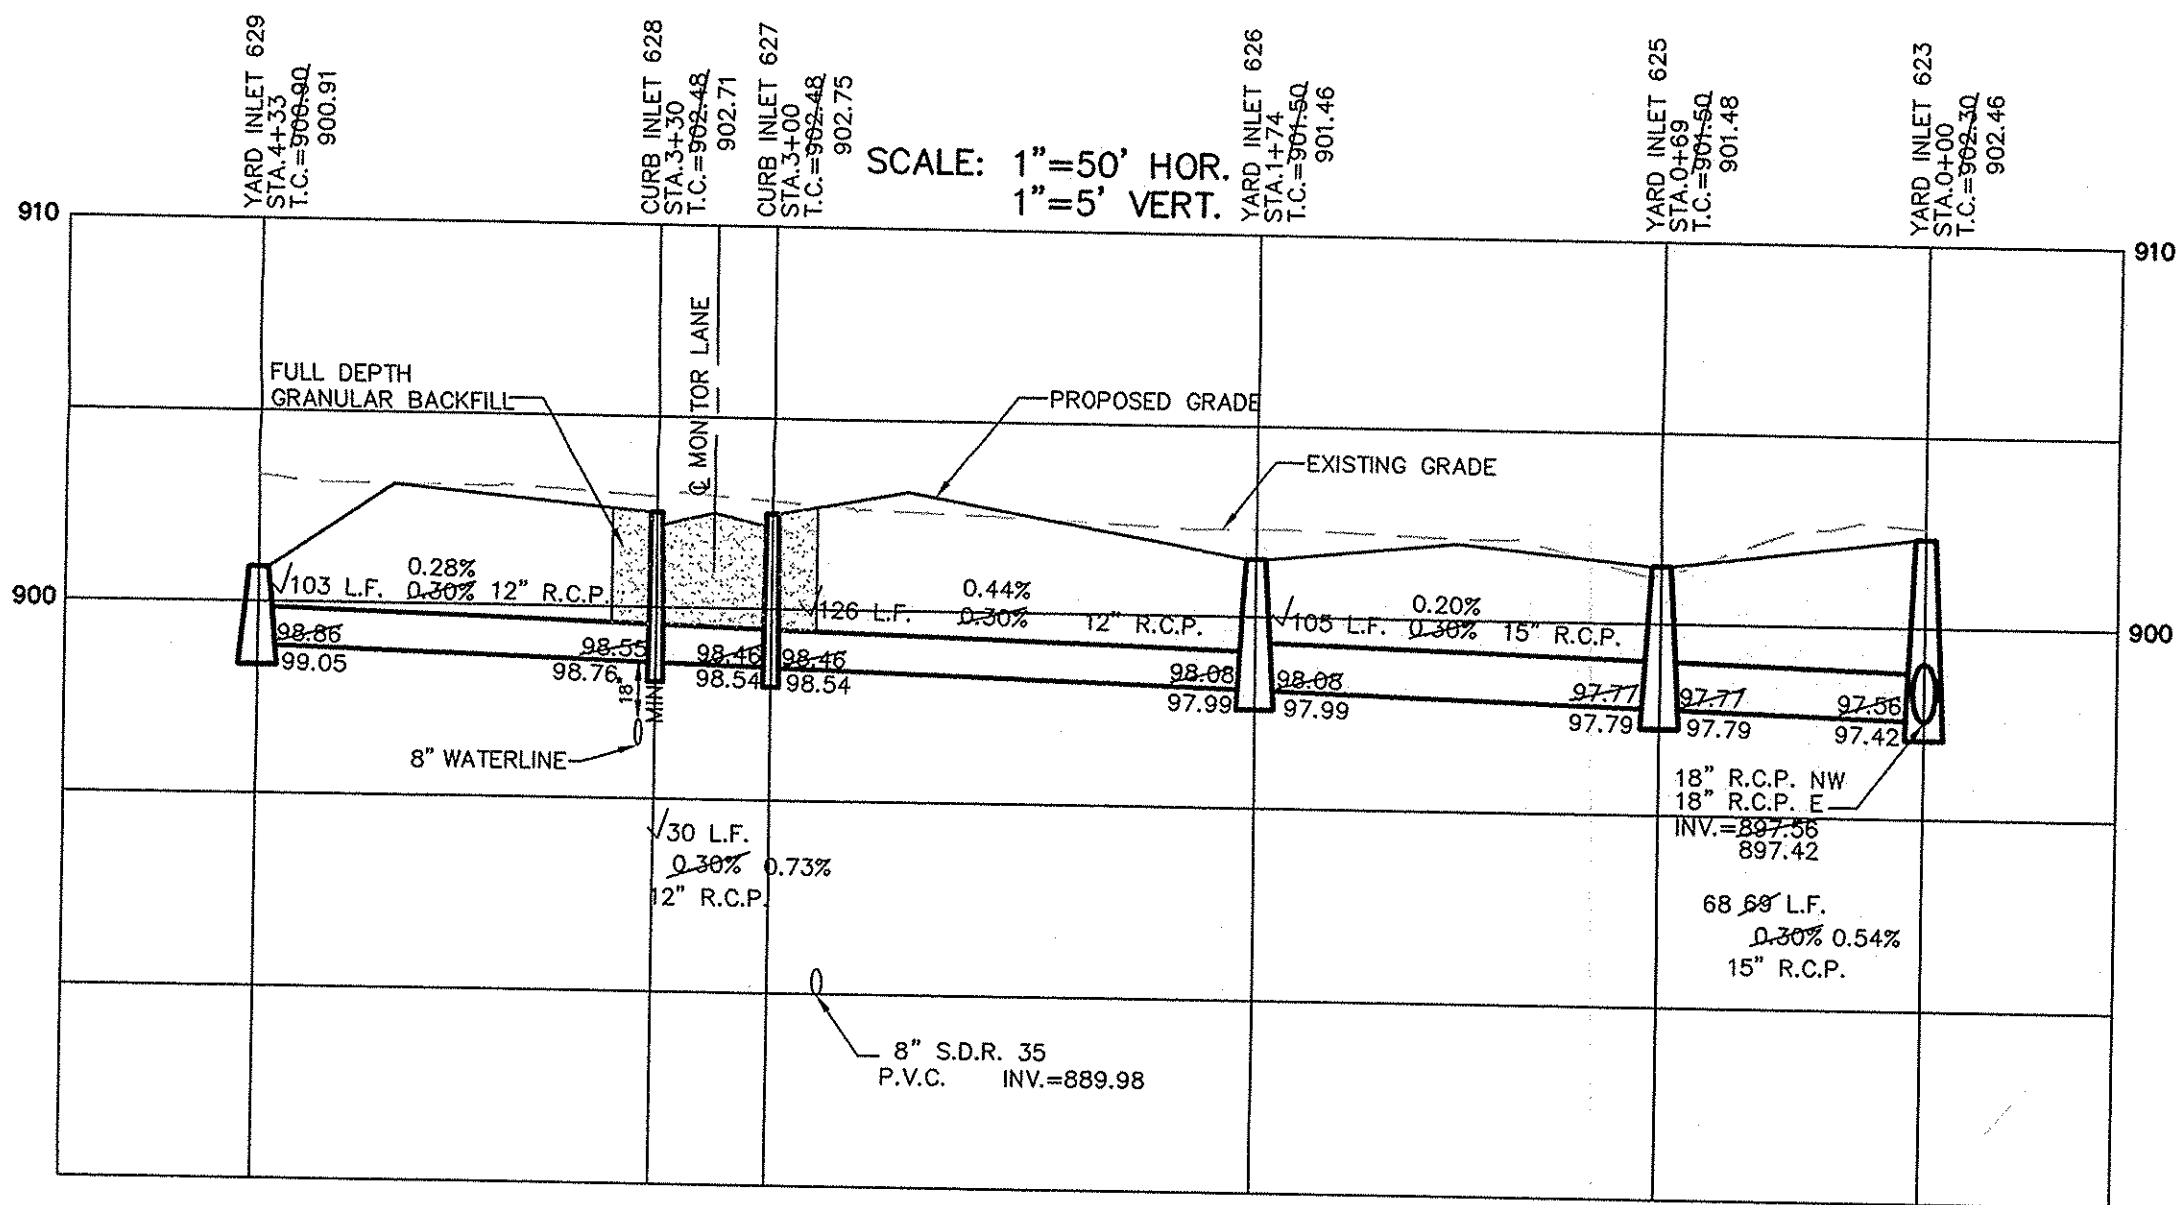 YARD INLET 629
STA.4+33
T.C.=900.90
900.91
CURB INLET 628
STA.3+30
T.C.=902.48
902.71
CURB INLET 627
STA.3+00
T.C.=902.48
902.75
SCALE: 1"=50' HOR.
1"=5' VERT.
YARD INLET 626
STA.1+74
T.C.=901.50
901.46
YARD INLET 625
STA.0+69
T.C.=901.50
901.48
YARD INLET 623
STA.0+00
T.C.=902.30
902.46
910
910
℄ MONTOR LANE
FULL DEPTH
GRANULAR BACKFILL
PROPOSED GRADE
EXISTING GRADE
900
900
0.28%
√103 L.F. 0.30% 12" R.C.P.
0.44%
√126 L.F. 0.30% 12" R.C.P.
0.20%
√105 L.F. 0.30% 15" R.C.P.
98.86
99.05
98.55
98.76
98.46
98.54
98.46
98.54
98.08
97.99
98.08
97.99
97.77
97.79
97.77
97.79
97.56
97.42
18"
MIN
8" WATERLINE
18" R.C.P. NW
18" R.C.P. E
INV.=897.56
897.42
√30 L.F.
0.30% 0.73%
12" R.C.P.
68 69 L.F.
0.30% 0.54%
15" R.C.P.
8" S.D.R. 35
P.V.C. INV.=889.98